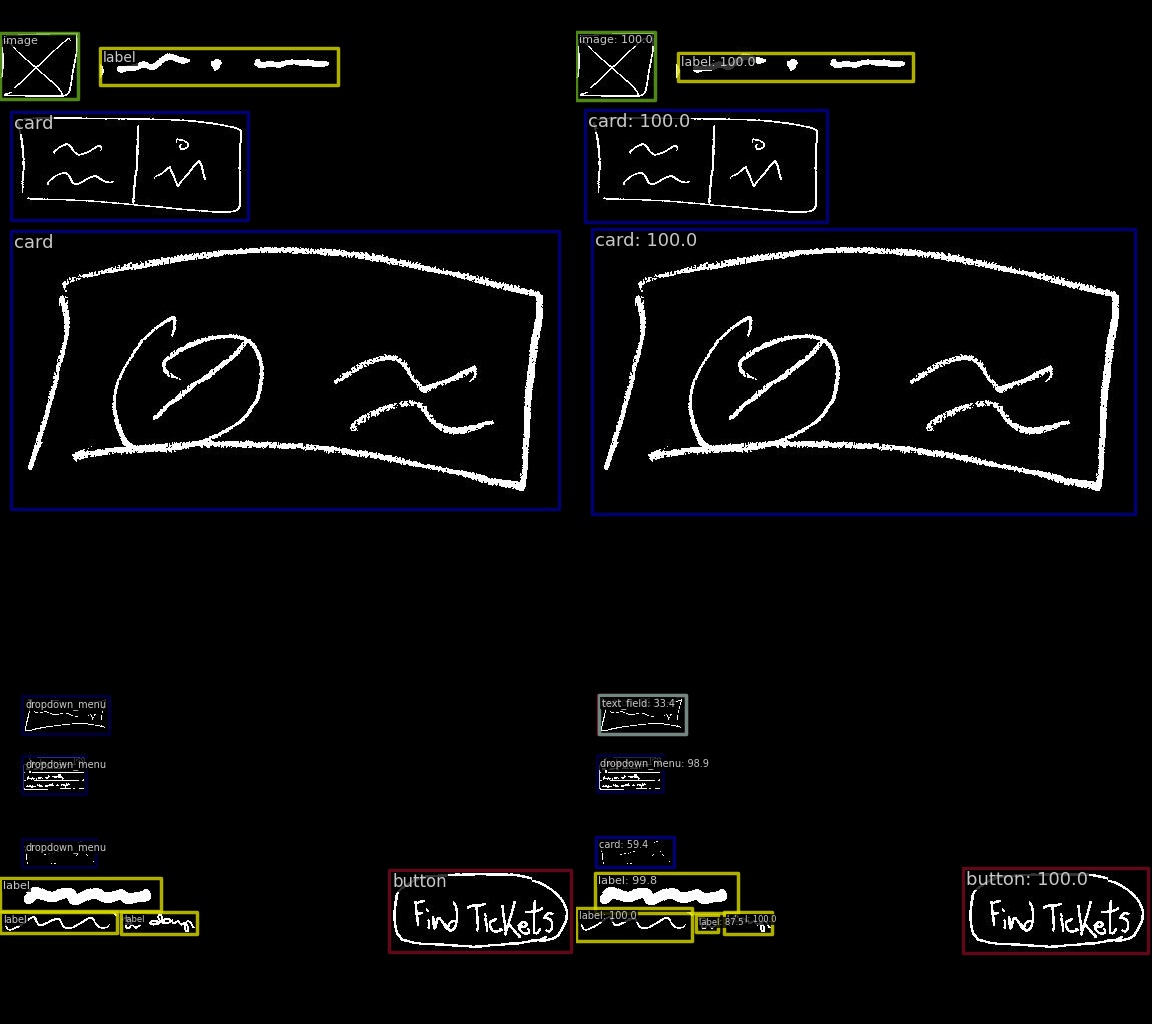 image
image: 100.0
label
label: 100.0
card
card: 100.0
card
card: 100.0
dropdown_menu
text_field: 33.4
dropdown_menu
dropdown_menu: 98.9
dropdown_menu
card: 59.4
label
label: 99.8
button
Find Tickets
button: 100.0
Find Tickets
label
label
label: 100.0
label: 87.5
100.0